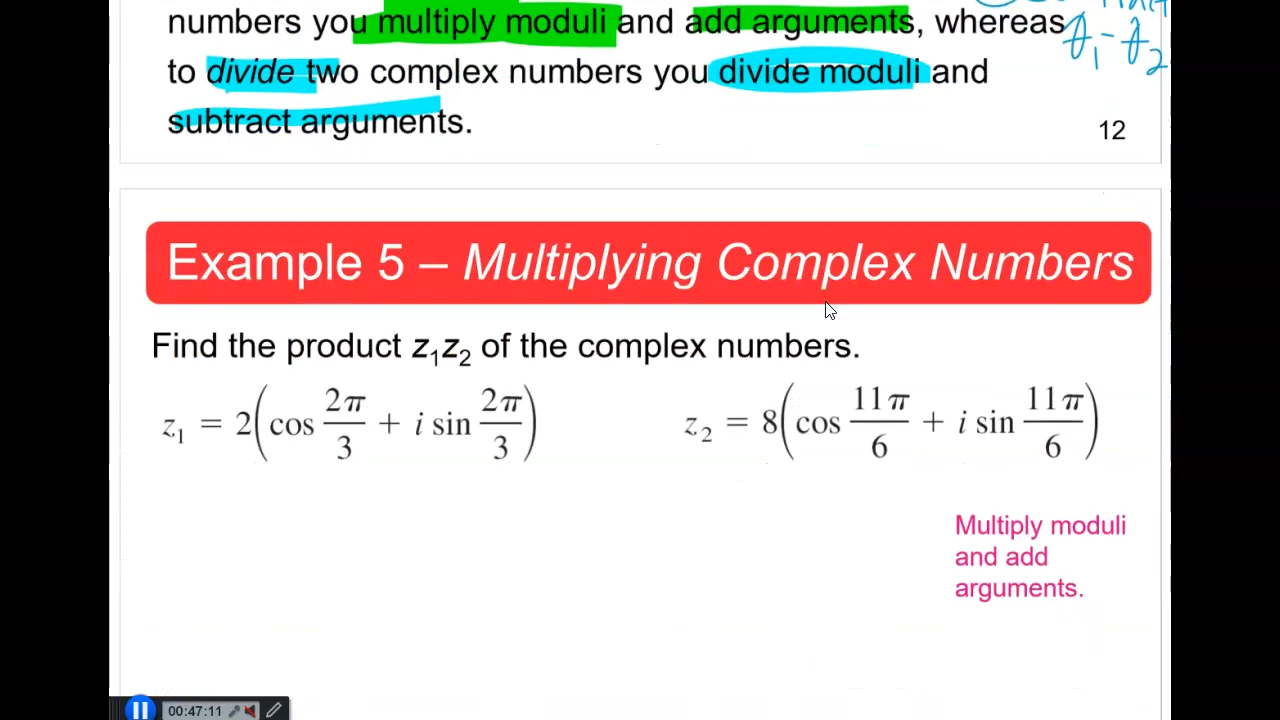 numbers you multiply moduli and add arguments, whereas
θ₁ - θ₂
to divide two complex numbers you divide moduli and
subtract arguments.
12
Example 5 – Multiplying Complex Numbers
Find the product z₁z₂ of the complex numbers.
z₁ = 2(cos 2π/3 + i sin 2π/3)
z₂ = 8(cos 11π/6 + i sin 11π/6)
Multiply moduli
and add
arguments.
00:47:11